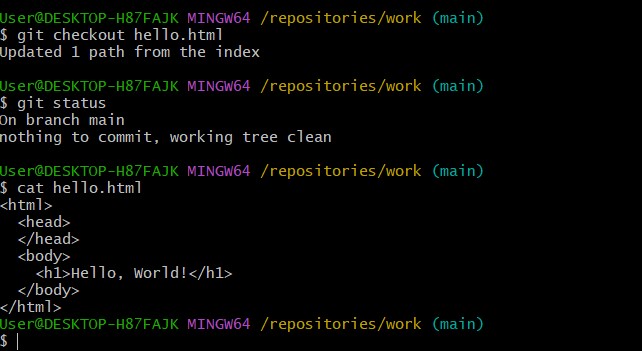 User@DESKTOP-H87FAJK MINGW64 /repositories/work (main)
$ git checkout hello.html
Updated 1 path from the index
User@DESKTOP-H87FAJK MINGW64 /repositories/work (main)
$ git status
On branch main
nothing to commit, working tree clean
User@DESKTOP-H87FAJK MINGW64 /repositories/work (main)
$ cat hello.html
<html>
  <head>
  </head>
  <body>
    <h1>Hello, World!</h1>
  </body>
</html>
User@DESKTOP-H87FAJK MINGW64 /repositories/work (main)
$